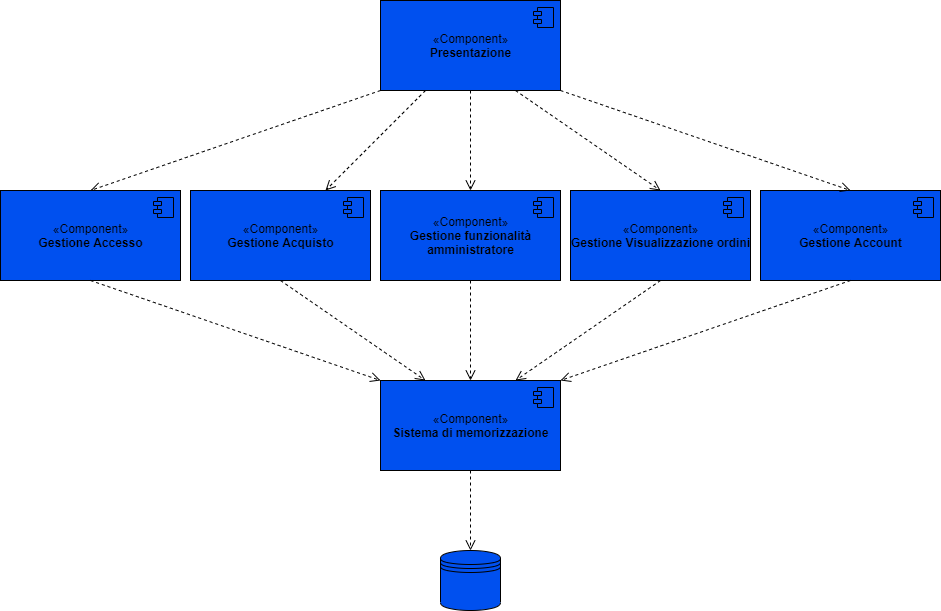 «Component»
Presentazione
«Component»
Gestione Accesso
«Component»
Gestione Acquisto
«Component»
Gestione funzionalità
amministratore
«Component»
Gestione Visualizzazione ordini
«Component»
Gestione Account
«Component»
Sistema di memorizzazione